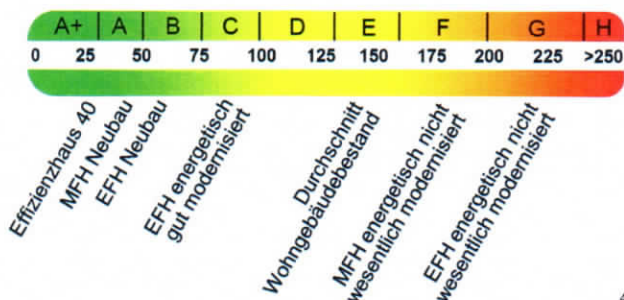 A+ A B C D E F G H
0 25 50 75 100 125 150 175 200 225 >250
Effizienzhaus 40
MFH Neubau
EFH Neubau
EFH energetisch
gut modernisiert
Durchschnitt
Wohngebäudebestand
MFH energetisch nicht
wesentlich modernisiert
EFH energetisch nicht
wesentlich modernisiert